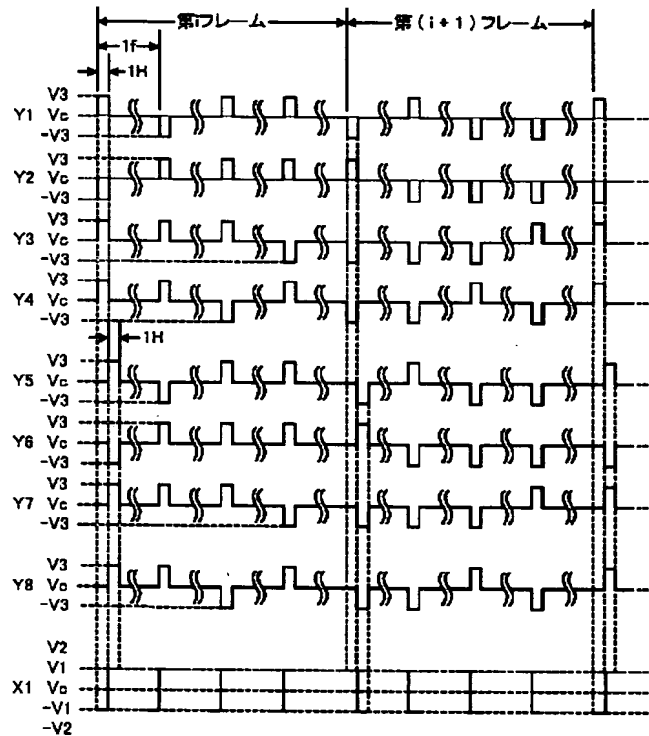 第iフレーム
第(i+1)フレーム
1f
1H
V3
Y1 Vc
-V3
V3
Y2 Vc
-V3
V3
Y3 Vc
-V3
V3
Y4 Vc
-V3
1H
V3
Y5 Vc
-V3
V3
Y6 Vc
-V3
V3
Y7 Vc
-V3
V3
Y8 Vc
-V3
V2
V1
X1 Vc
-V1
-V2